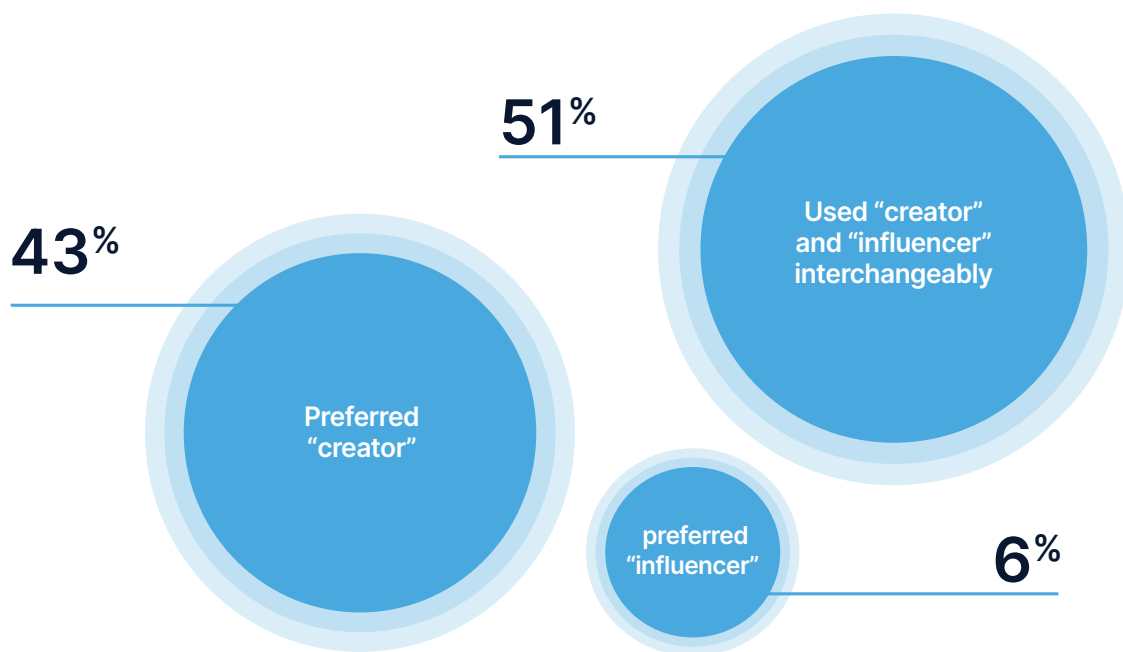 51%
Used “creator”
and “influencer”
interchangeably
43%
Preferred
“creator”
preferred
“influencer”
6%